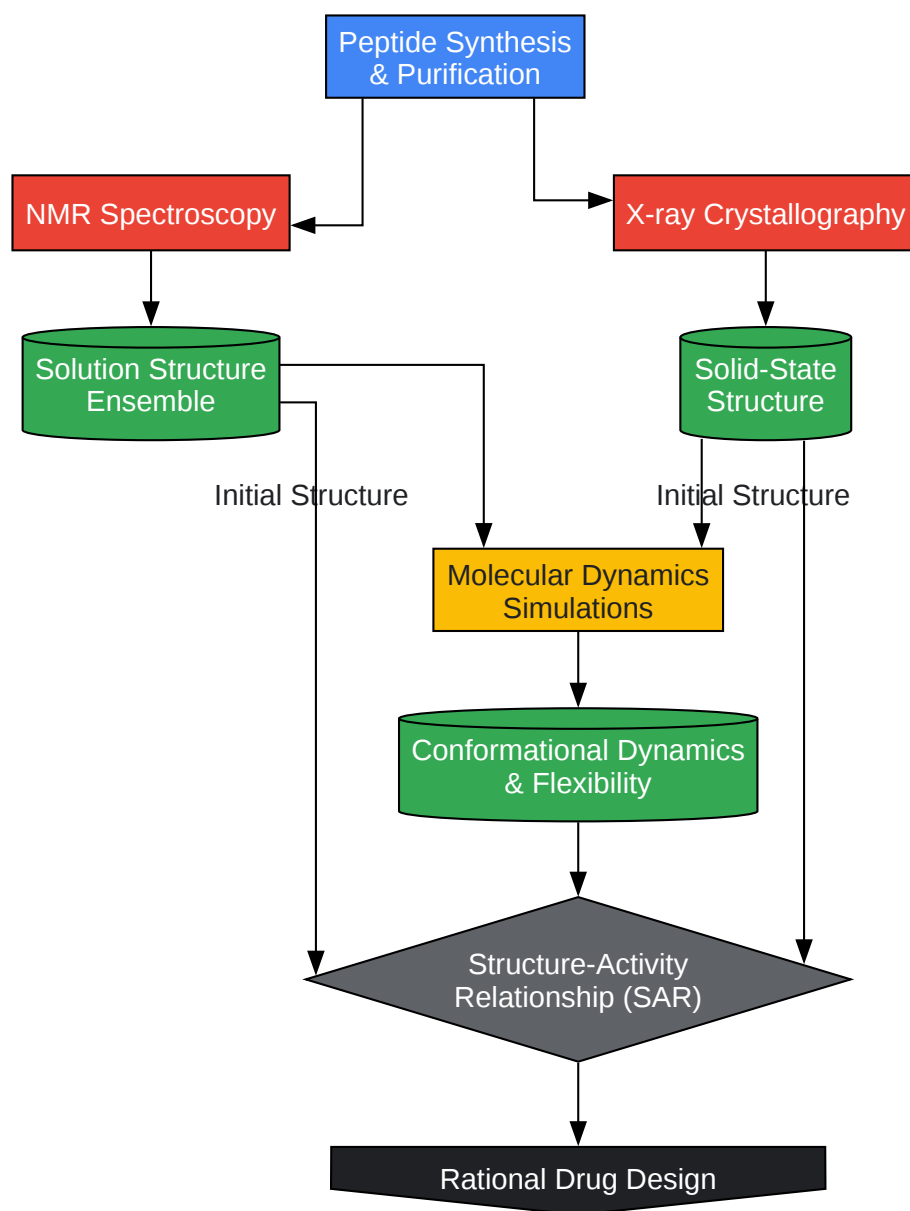 Peptide Synthesis
& Purification
NMR Spectroscopy
X-ray Crystallography
Solution Structure
Ensemble
Solid-State
Structure
Initial Structure
Initial Structure
Molecular Dynamics
Simulations
Conformational Dynamics
& Flexibility
Structure-Activity
Relationship (SAR)
Rational Drug Design